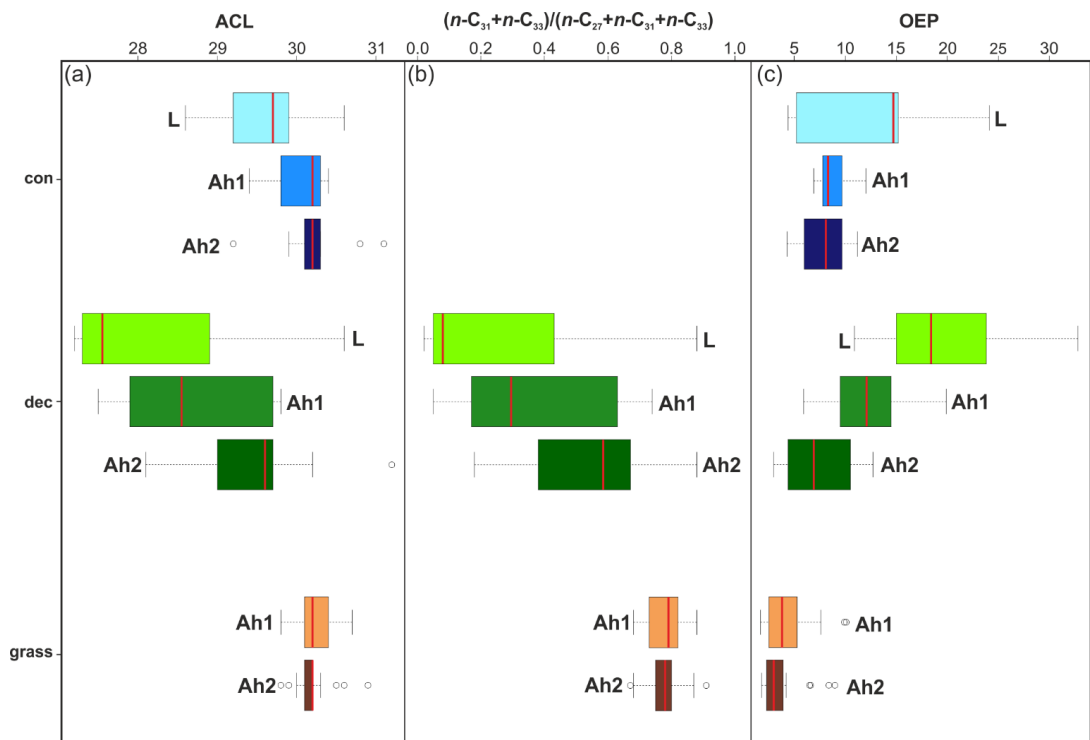 ACL (n-C₃₁+n-C₃₃)/(n-C₂₇+n-C₃₁+n-C₃₃) OEP
28 29 30 31 0.0 0.2 0.4 0.6 0.8 1.0 5 10 15 20 25 30
(a) (b) (c)
L L
con Ah1 Ah1
Ah2 Ah2
L L L
dec Ah1 Ah1 Ah1
Ah2 Ah2 Ah2
Ah1 Ah1 Ah1
grass
Ah2 Ah2 Ah2